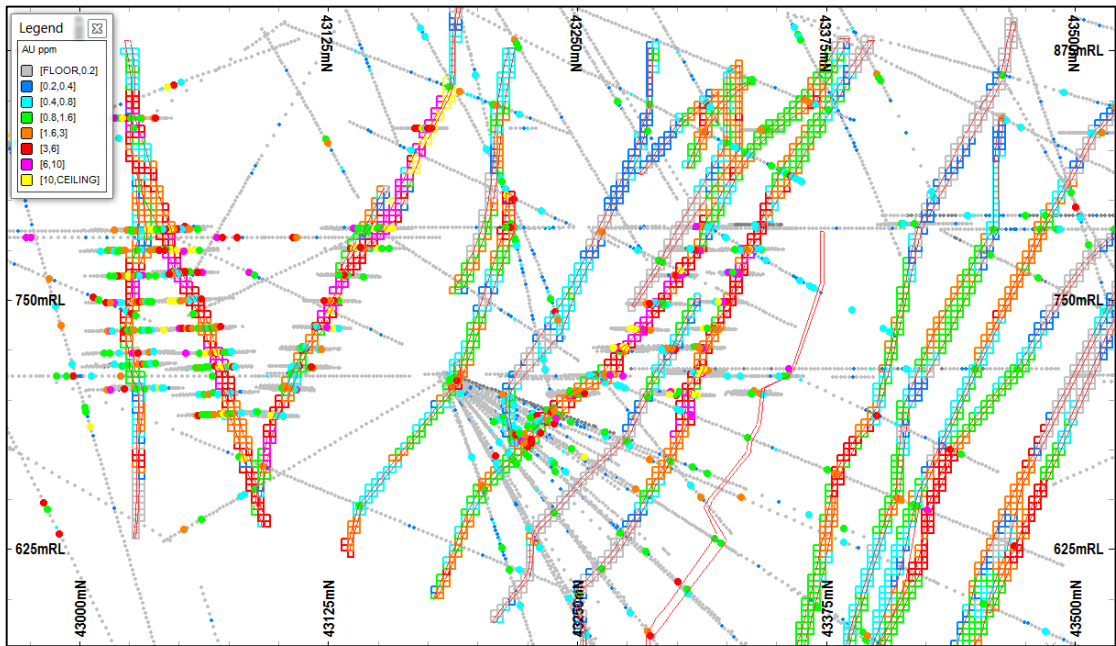 Legend
AU ppm
[FLOOR,0.2]
[0.2,0.4]
[0.4,0.8]
[0.8,1.6]
[1.6,3]
[3,6]
[6,10]
[10,CEILING]
43125mN
43250mN
43375mN
43500mN
875mRL
750mRL
750mRL
625mRL
625mRL
43000mN
43125mN
43250mN
43375mN
43500mN